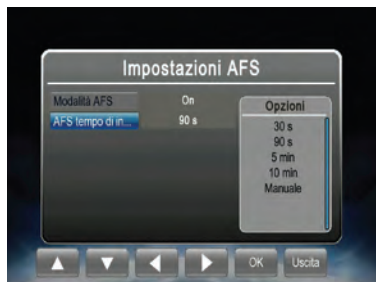 Impostazioni AFS
Modalità AFS On
AFS tempo di in... 90 s
Opzioni
30 s
90 s
5 min
10 min
Manuale
OK Uscita